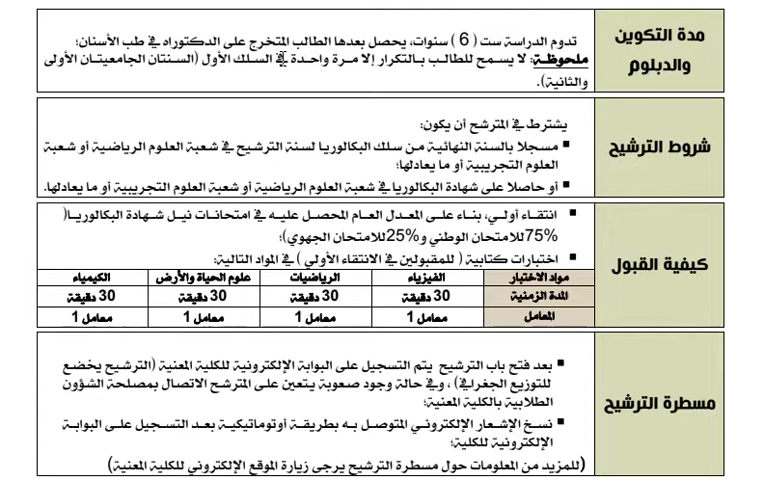 مدة التكوين
والدبلوم
تدوم الدراسة ست ( 6 ) سنوات، يحصل بعدها الطالب المتخرج على الدكتوراه في طب الأسنان؛
ملحوظة: لا يسمح للطالب بالتكرار إلا مرة واحدة في السلك الأول (السنتان الجامعيتان الأولى
والثانية).
شروط الترشيح
يشترط في المترشح أن يكون:
▪ مسجلا بالسنة النهائية من سلك البكالوريا لسنة الترشيح في شعبة العلوم الرياضية أو شعبة
العلوم التجريبية أو ما يعادلها؛
▪ أو حاصلا على شهادة البكالوريا في شعبة العلوم الرياضية أو شعبة العلوم التجريبية أو ما يعادلها.
كيفية القبول
▪ انتقاء أولي، بناء على المعدل العام المحصل عليه في امتحانات نيل شهادة البكالوريا(
75%للامتحان الوطني و25%للامتحان الجهوي)؛
▪ اختبارات كتابية ( للمقبولين في الانتقاء الأولي ) في المواد التالية:
مواد الاختبار الفيزياء الرياضيات علوم الحياة والأرض الكيمياء
المدة الزمنية 30 دقيقة 30 دقيقة 30 دقيقة 30 دقيقة
المعامل معامل 1 معامل 1 معامل 1 معامل 1
مسطرة الترشيح
▪ بعد فتح باب الترشيح يتم التسجيل على البوابة الإلكترونية للكلية المعنية (الترشيح يخضع
للتوزيع الجغرافي) ، وفي حالة وجود صعوبة يتعين على المترشح الاتصال بمصلحة الشؤون
الطلابية بالكلية المعنية؛
▪ نسخ الإشعار الإلكتروني المتوصل به بطريقة أوتوماتيكية بعد التسجيل على البوابة
الإلكترونية للكلية؛
(للمزيد من المعلومات حول مسطرة الترشيح يرجى زيارة الموقع الإلكتروني للكلية المعنية)